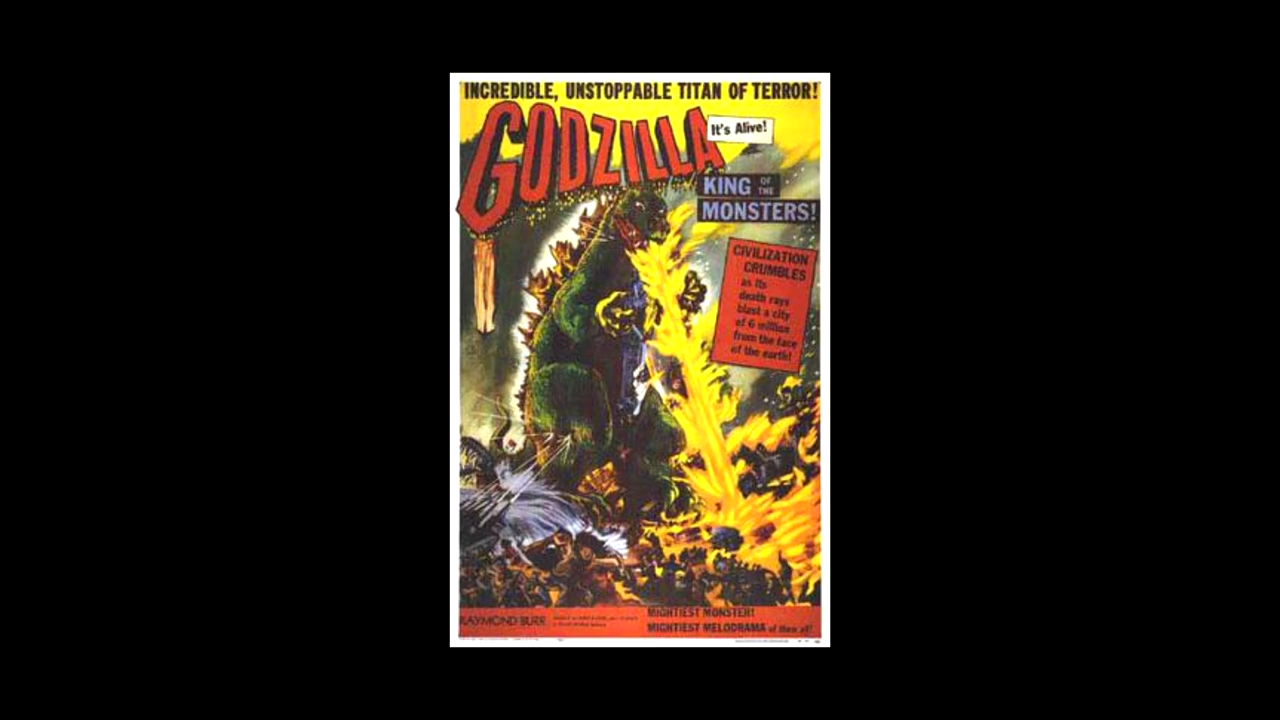 INCREDIBLE, UNSTOPPABLE TITAN OF TERROR!
GODZILLA
It's Alive!
KING OF THE
MONSTERS!
CIVILIZATION
CRUMBLES
as its
death rays
blast a city
of 6 million
from the face
of the earth!
RAYMOND BURR
MIGHTIEST MONSTER!
MIGHTIEST MELODRAMA of them all!